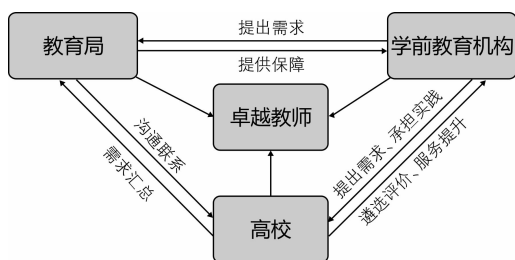 教育局
提出需求
提供保障
学前教育机构
卓越教师
沟通联系
需求汇总
提出需求、承担实践
遴选评价、服务提升
高校